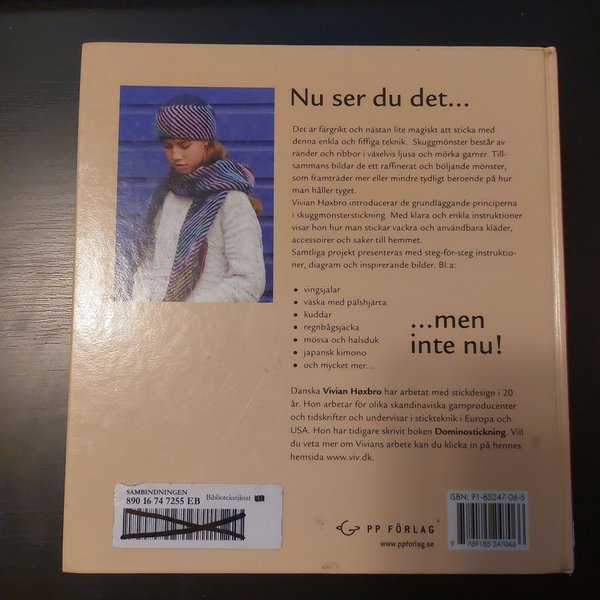 Nu ser du det...
Det är färgrikt och nästan lite magiskt att sticka med
denna enkla och fiffiga teknik. Skuggmönster består av
ränder och ribbor i växelvis ljusa och mörka garner. Till-
sammans bildar de ett raffinerat och böljande mönster,
som framträder mer eller mindre tydligt beroende på hur
man håller tyget.
Vivian Høxbro introducerar de grundläggande principerna
i skuggmönsterstickning. Med klara och enkla instruktioner
visar hon hur man stickar vackra och användbara kläder,
accessoirer och saker till hemmet.
Samtliga projekt presenteras med steg-för-steg instruktio-
ner, diagram och inspirerande bilder. Bl.a:
• vingsjalar
• väska med pälshjärta
• kuddar
• regnbågsjacka
• mössa och halsduk
• japansk kimono
• och mycket mer...
...men
inte nu!
Danska Vivian Høxbro har arbetat med stickdesign i 20
år. Hon arbetar för olika skandinaviska garnproducenter
och tidskrifter och undervisar i stickteknik i Europa och
USA. Hon har tidigare skrivit boken Dominostickning. Vill
du veta mer om Vivians arbete kan du klicka in på hennes
hemsida www.viv.dk.
SAMBINDNINGEN
890 16 74 7255 EB Bibliotekstjänst
PP FÖRLAG
www.ppforlag.se
ISBN: 91-85247-06-5
9 789185 247066